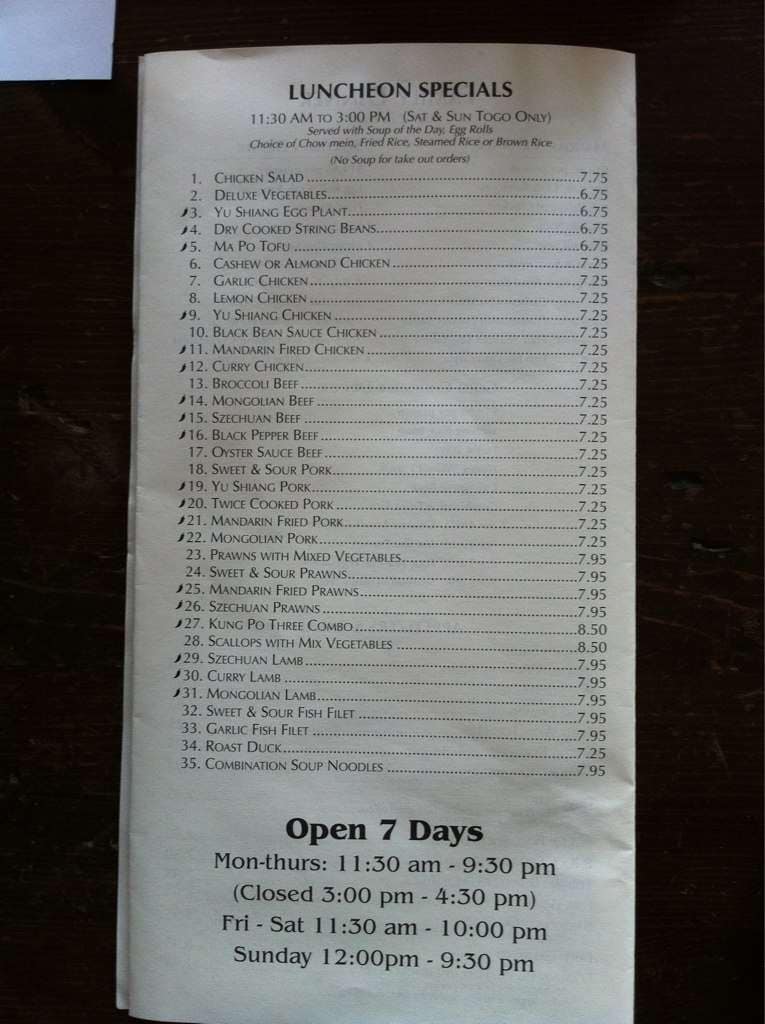 LUNCHEON SPECIALS
11:30 AM TO 3:00 PM (SAT & SUN TOGO ONLY)
Served with Soup of the Day, Egg Rolls
Choice of Chow mein, Fried Rice, Steamed Rice or Brown Rice
(No Soup for take out orders)
1. CHICKEN SALAD ........ 7.75
2. DELUXE VEGETABLES ........ 6.75
3. YU SHIANG EGG PLANT ........ 6.75
4. DRY COOKED STRING BEANS ........ 6.75
5. MA PO TOFU ........ 6.75
6. CASHEW OR ALMOND CHICKEN ........ 7.25
7. GARLIC CHICKEN ........ 7.25
8. LEMON CHICKEN ........ 7.25
9. YU SHIANG CHICKEN ........ 7.25
10. BLACK BEAN SAUCE CHICKEN ........ 7.25
11. MANDARIN FIRED CHICKEN ........ 7.25
12. CURRY CHICKEN ........ 7.25
13. BROCCOLI BEEF ........ 7.25
14. MONGOLIAN BEEF ........ 7.25
15. SZECHUAN BEEF ........ 7.25
16. BLACK PEPPER BEEF ........ 7.25
17. OYSTER SAUCE BEEF ........ 7.25
18. SWEET & SOUR PORK ........ 7.25
19. YU SHIANG PORK ........ 7.25
20. TWICE COOKED PORK ........ 7.25
21. MANDARIN FRIED PORK ........ 7.25
22. MONGOLIAN PORK ........ 7.25
23. PRAWNS WITH MIXED VEGETABLES ........ 7.95
24. SWEET & SOUR PRAWNS ........ 7.95
25. MANDARIN FRIED PRAWNS ........ 7.95
26. SZECHUAN PRAWNS ........ 7.95
27. KUNG PO THREE COMBO ........ 8.50
28. SCALLOPS WITH MIX VEGETABLES ........ 8.50
29. SZECHUAN LAMB ........ 7.95
30. CURRY LAMB ........ 7.95
31. MONGOLIAN LAMB ........ 7.95
32. SWEET & SOUR FISH FILET ........ 7.95
33. GARLIC FISH FILET ........ 7.95
34. ROAST DUCK ........ 7.25
35. COMBINATION SOUP NOODLES ........ 7.95
Open 7 Days
Mon-thurs: 11:30 am - 9:30 pm
(Closed 3:00 pm - 4:30 pm)
Fri - Sat 11:30 am - 10:00 pm
Sunday 12:00pm - 9:30 pm